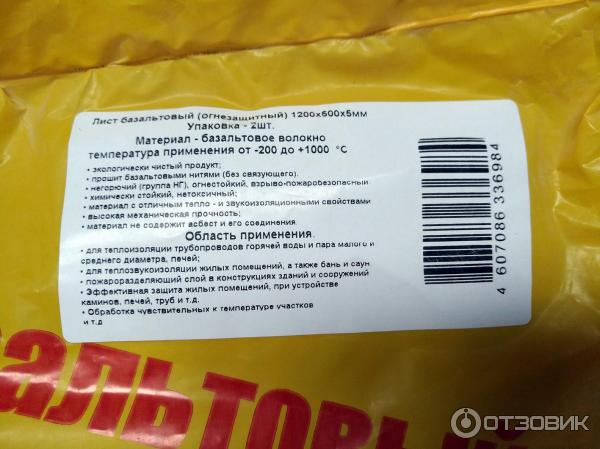 Лист базальтовый (огнезащитный) 1200х600х5мм
Упаковка - 2шт.
Материал - базальтовое волокно
температура применения от -200 до +1000 °С
• экологически чистый продукт;
• прошит базальтовыми нитями (без связующего).
• негорючий (группа НГ), огнестойкий, взрыво-пожаробезопасный
• химически стойкий, нетоксичный;
• материал с отличным тепло - и звукоизоляционными свойствами
• высокая механическая прочность;
• материал не содержит асбест и его соединения.
Область применения.
• для теплоизоляции трубопроводов горячей воды и пара малого и
среднего диаметра, печей;
• для теплозвукоизоляции жилых помещений, а также бань и саун
• пожароразделяющий слой в конструкциях зданий и сооружений
• Эффективная защита жилых помещений, при устройстве
каминов, печей, труб и т.д.
• Обработка чувствительных к температуре участков
и т.д
4 607086 336984
альтовый
ОТЗОВИК